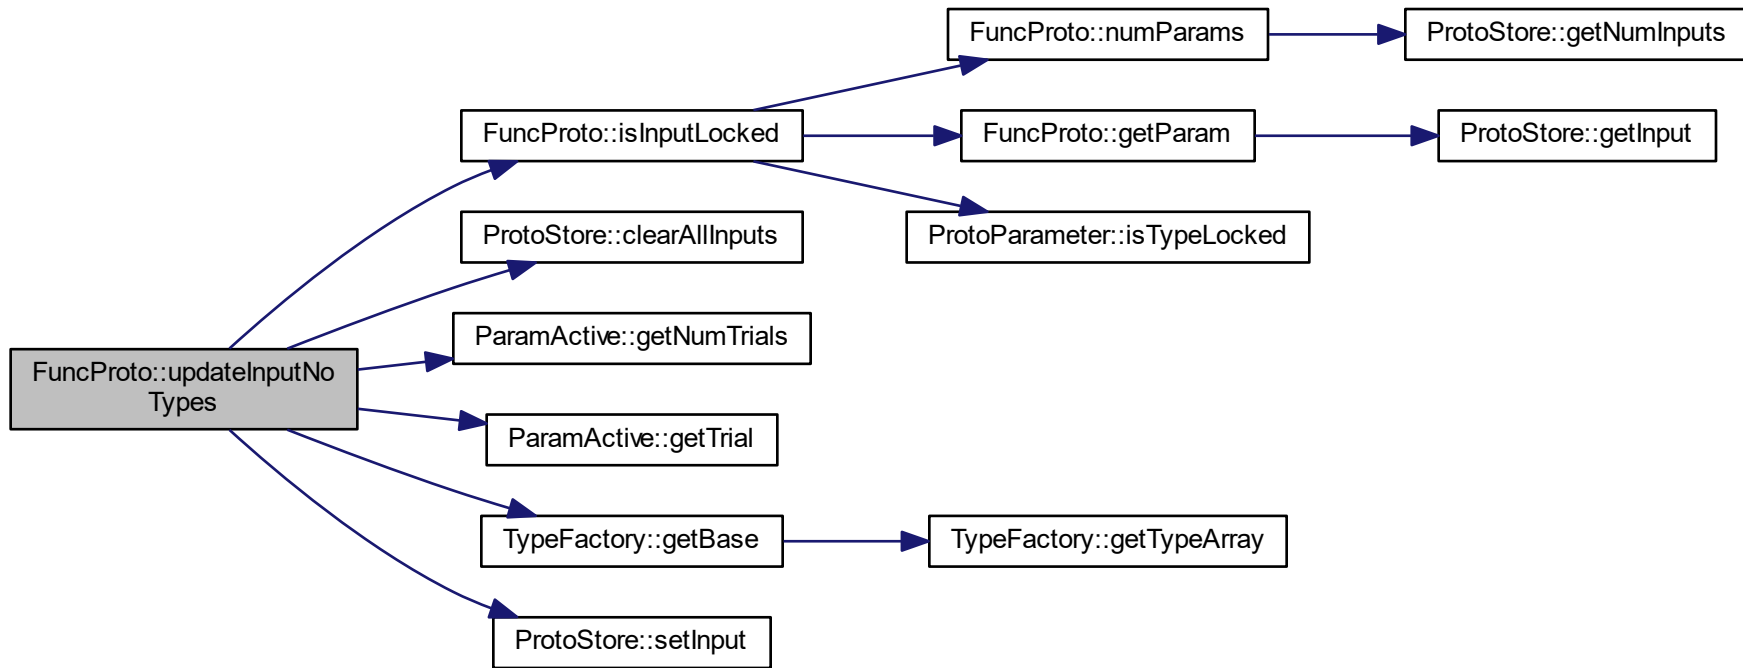 FuncProto::numParams
ProtoStore::getNumInputs
FuncProto::isInputLocked
FuncProto::getParam
ProtoStore::getInput
ProtoStore::clearAllInputs
ProtoParameter::isTypeLocked
ParamActive::getNumTrials
FuncProto::updateInputNo
Types
ParamActive::getTrial
TypeFactory::getBase
TypeFactory::getTypeArray
ProtoStore::setInput